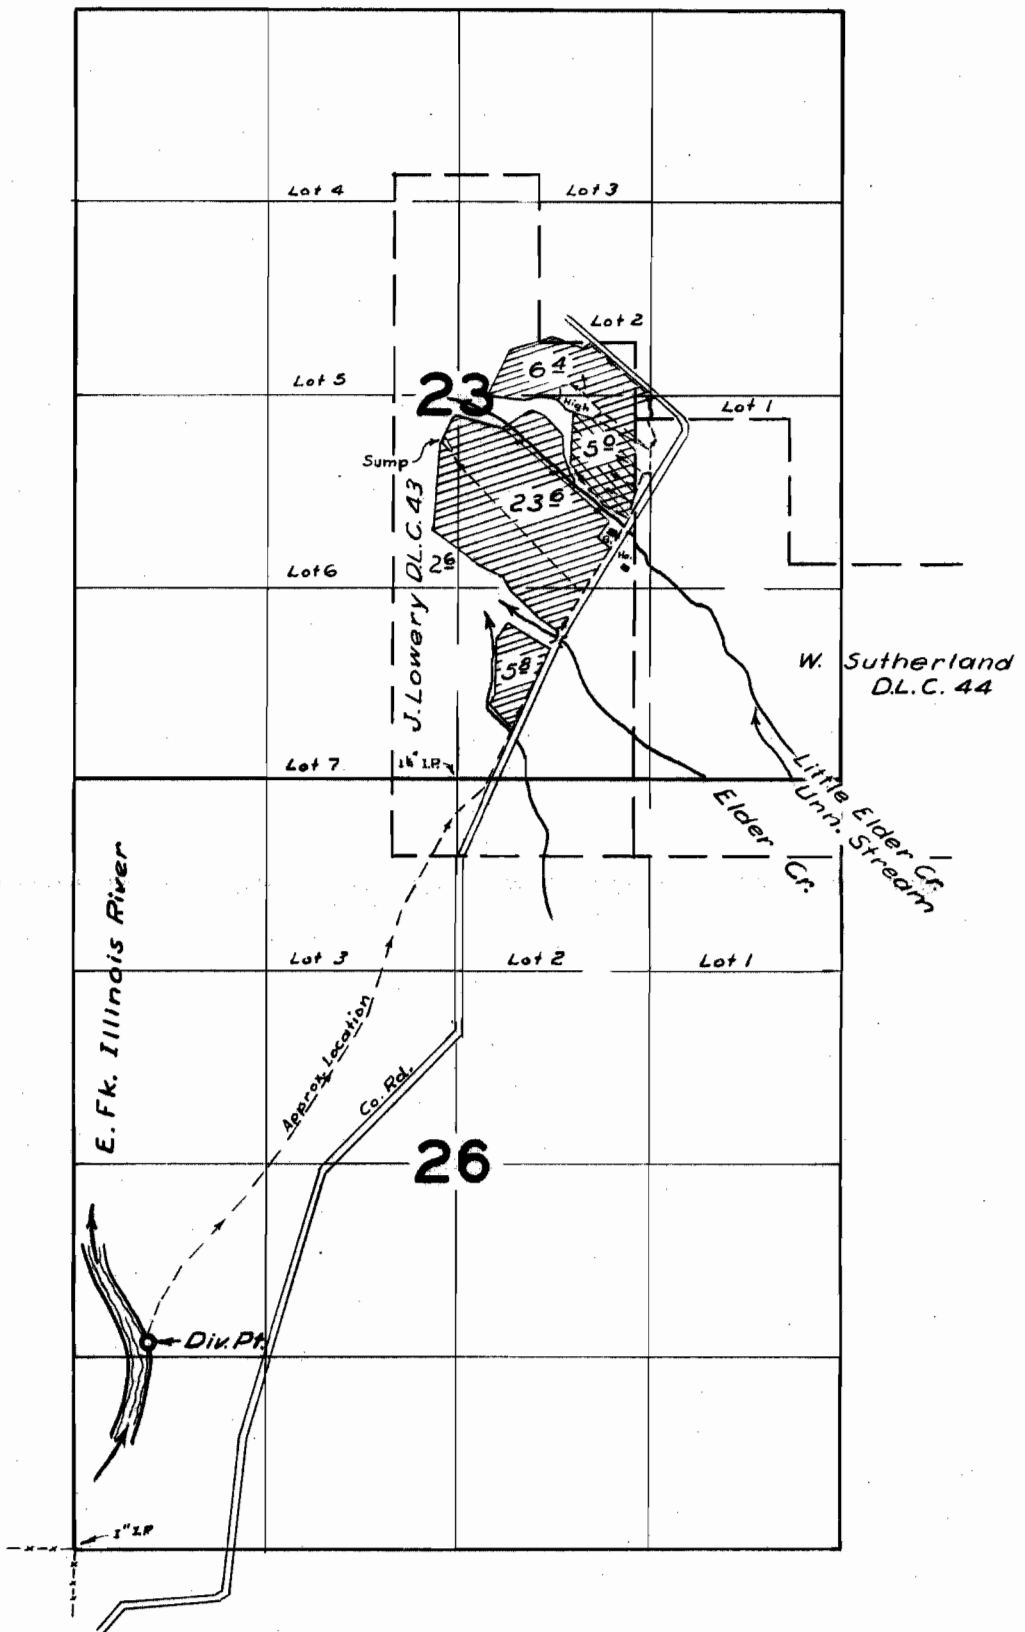 Lot 4
Lot 3
Lot 2
6 4
Lot 5
23
High
Lot 1
5 0
Sump
J. Lowery D.L.C. 43
23 6
2 6
Ho.
Lot 6
5 8
W. Sutherland
D.L.C. 44
Lot 7
I.P.
Elder Cr.
Little Elder Cr.
Unn. Stream
E. Fk. Illinois River
Lot 3
Lot 2
Lot 1
Approx. Location
Co. Rd.
26
Div. Pt.
1" I.P.